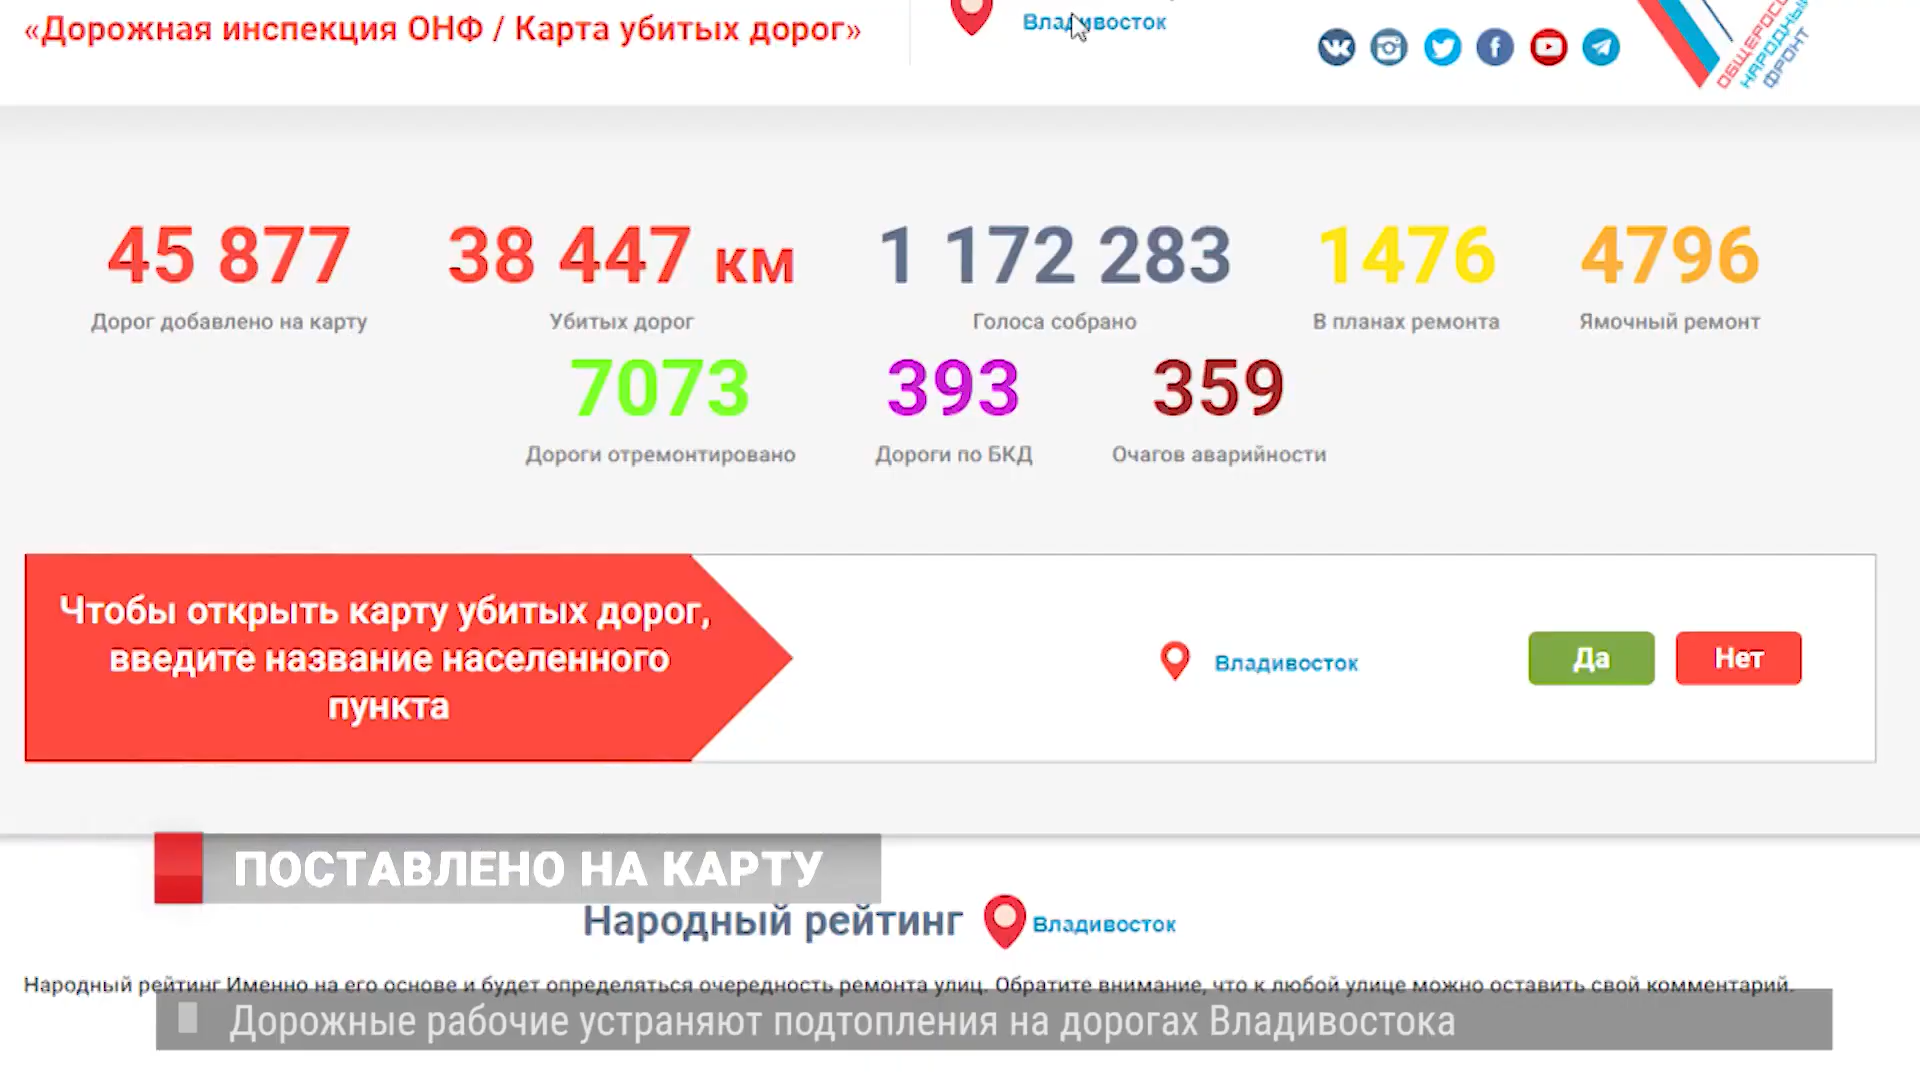 «Дорожная инспекция ОНФ / Карта убитых дорог»
Владивосток
НАРОДНЫЙ
ФРОНТ
45 877
Дорог добавлено на карту
38 447 км
Убитых дорог
1 172 283
Голоса собрано
1476
В планах ремонта
4796
Ямочный ремонт
7073
Дороги отремонтировано
393
Дороги по БКД
359
Очагов аварийности
Чтобы открыть карту убитых дорог,
введите название населенного
пункта
Владивосток
Да
Нет
ПОСТАВЛЕНО НА КАРТУ
Народный рейтинг
Владивосток
Народный рейтинг Именно на его основе и будет определяться очередность ремонта улиц. Обратите внимание, что к любой улице можно оставить свой комментарий.
Дорожные рабочие устраняют подтопления на дорогах Владивостока